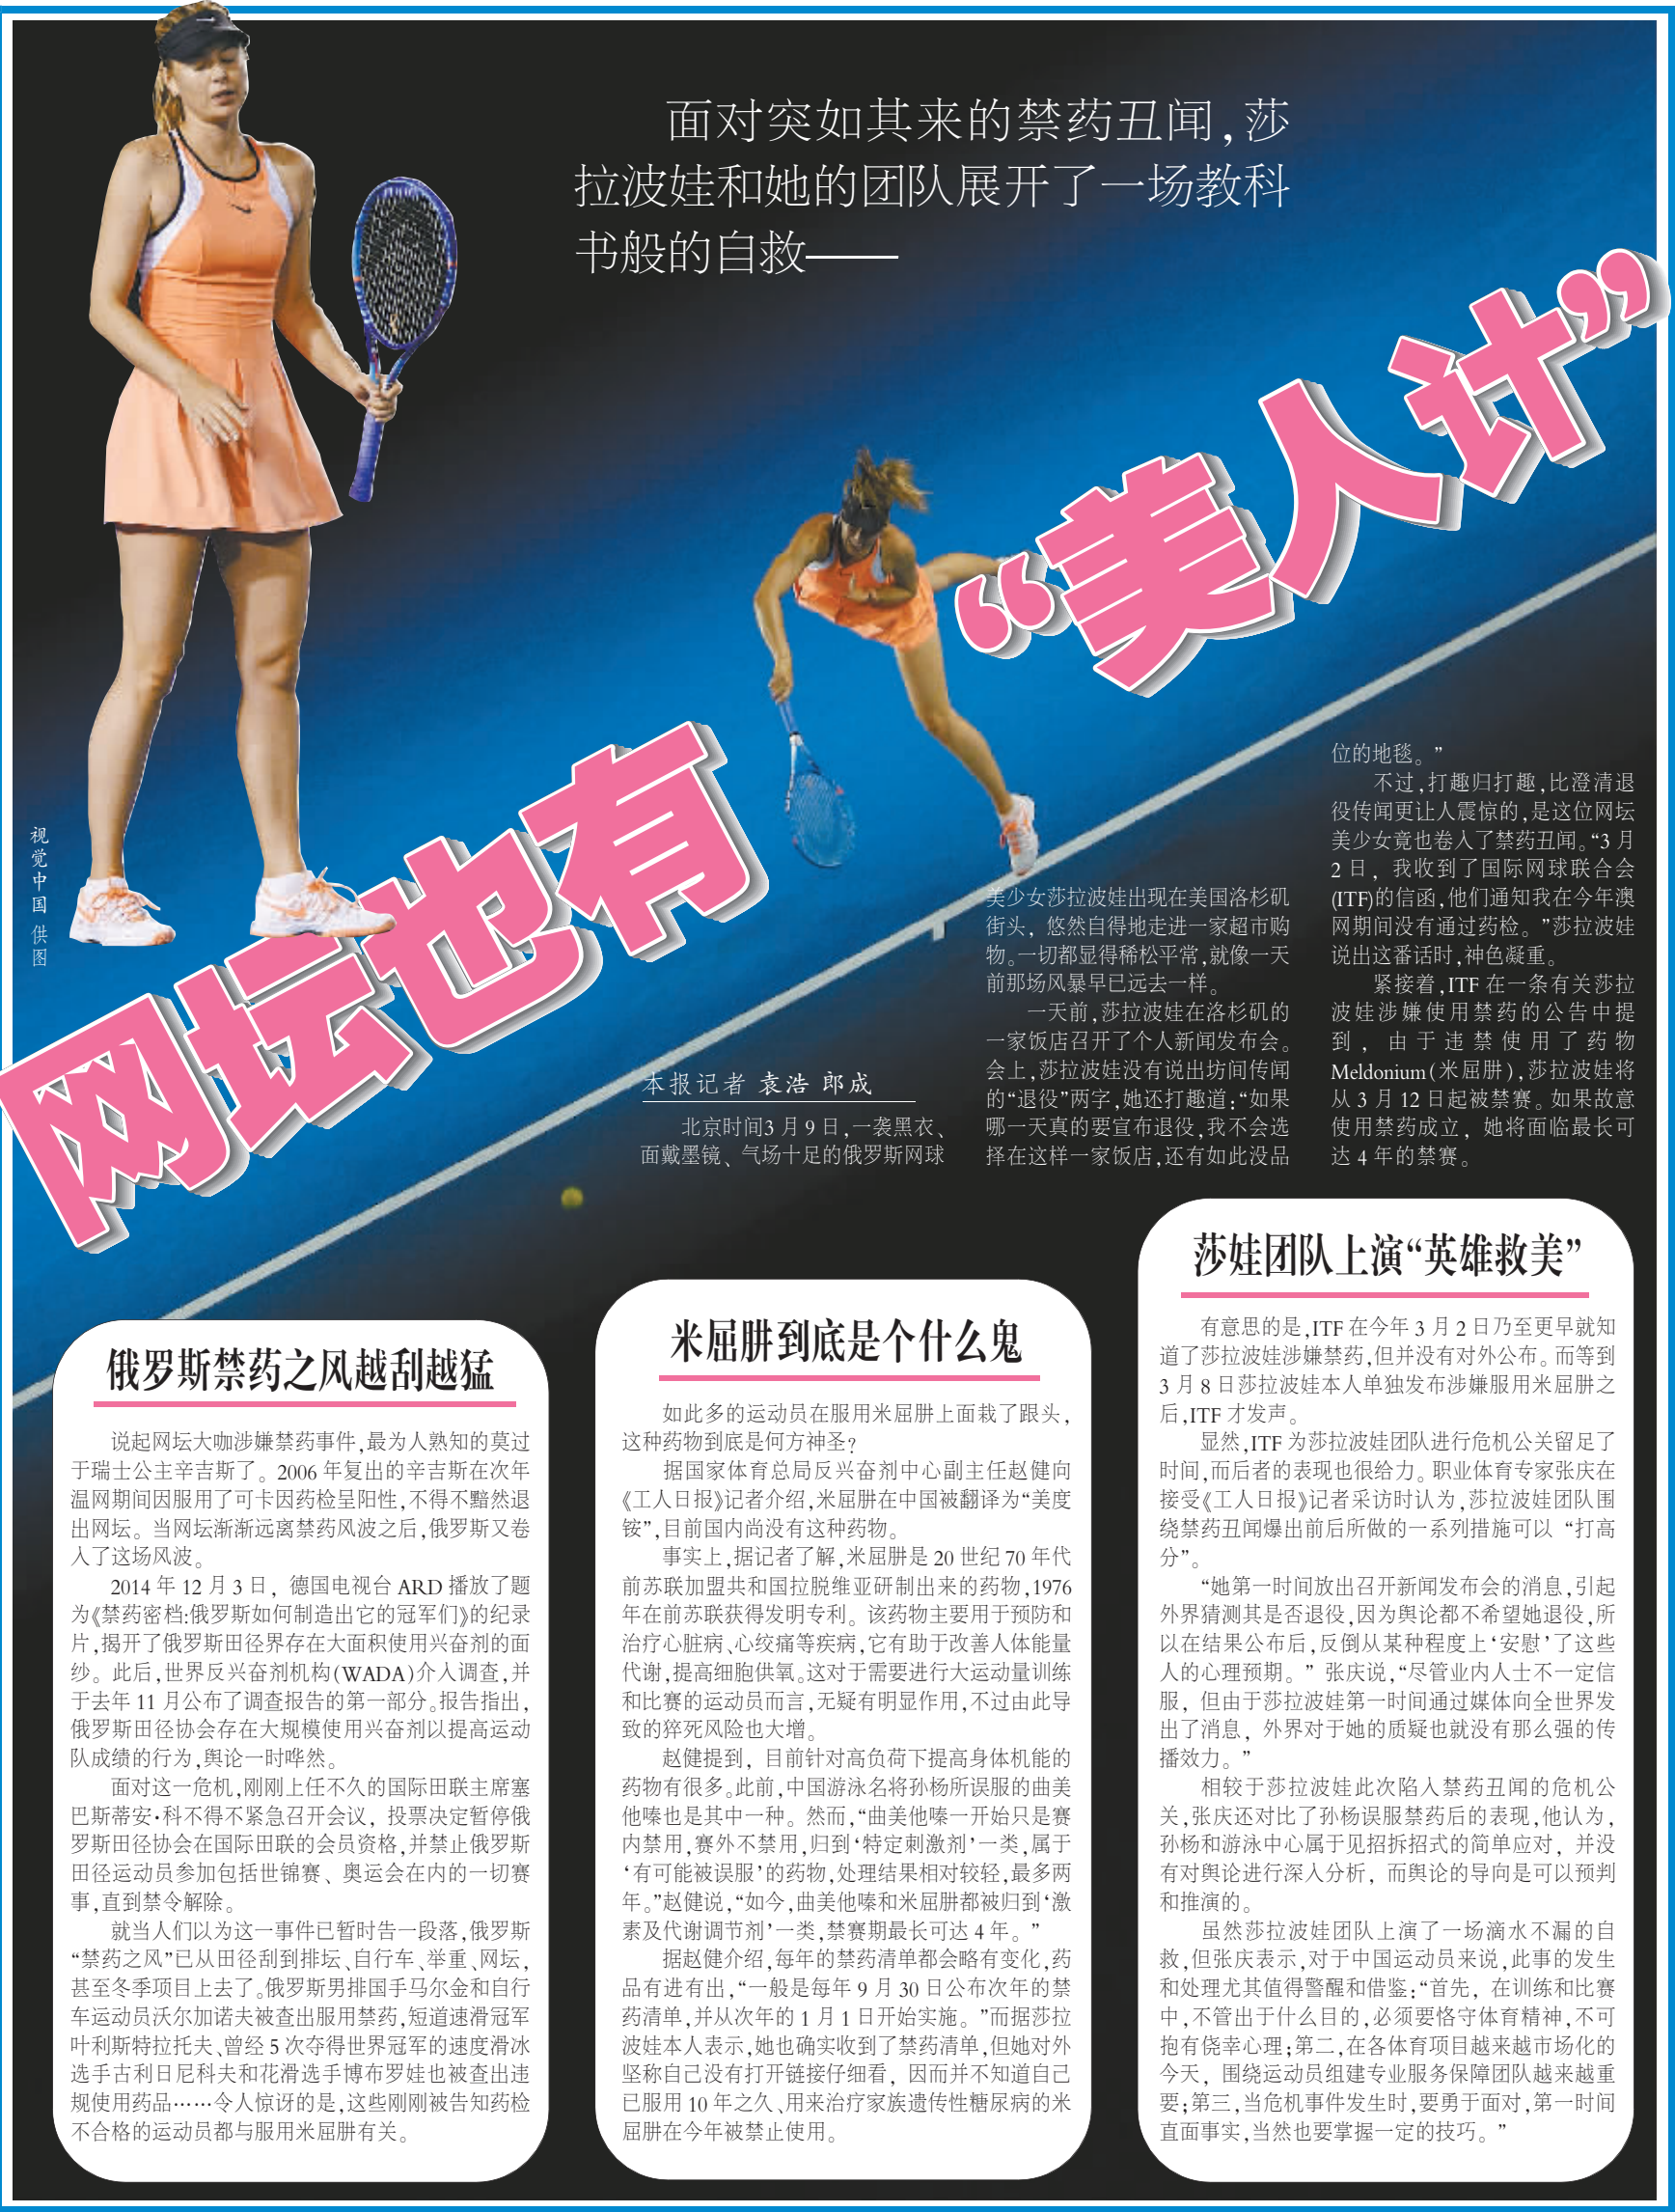 面对突如其来的禁药丑闻,莎
拉波娃和她的团队展开了一场教科
书般的自救——
网坛也有“美人计”
视觉中国 供图
本报记者 袁浩 郎成
北京时间3月9日,一袭黑衣、
面戴墨镜、气场十足的俄罗斯网球
美少女莎拉波娃出现在美国洛杉矶
街头,悠然自得地走进一家超市购
物。一切都显得稀松平常,就像一天
前那场风暴早已远去一样。
一天前,莎拉波娃在洛杉矶的
一家饭店召开了个人新闻发布会。
会上,莎拉波娃没有说出坊间传闻
的“退役”两字,她还打趣道:“如果
哪一天真的要宣布退役,我不会选
择在这样一家饭店,还有如此没品
位的地毯。”
不过,打趣归打趣,比澄清退
役传闻更让人震惊的,是这位网坛
美少女竟也卷入了禁药丑闻。“3月
2日,我收到了国际网球联合会
(ITF)的信函,他们通知我在今年澳
网期间没有通过药检。”莎拉波娃
说出这番话时,神色凝重。
紧接着,ITF在一条有关莎拉
波娃涉嫌使用禁药的公告中提
到,由于违禁使用了药物
Meldonium(米屈肼),莎拉波娃将
从3月12日起被禁赛。如果故意
使用禁药成立,她将面临最长可
达4年的禁赛。
俄罗斯禁药之风越刮越猛
说起网坛大咖涉嫌禁药事件,最为人熟知的莫过
于瑞士公主辛吉斯了。2006年复出的辛吉斯在次年
温网期间因服用了可卡因药检呈阳性,不得不黯然退
出网坛。当网坛渐渐远离禁药风波之后,俄罗斯又卷
入了这场风波。
2014年12月3日,德国电视台ARD播放了题
为《禁药密档:俄罗斯如何制造出它的冠军们》的纪录
片,揭开了俄罗斯田径界存在大面积使用兴奋剂的面
纱。此后,世界反兴奋剂机构(WADA)介入调查,并
于去年11月公布了调查报告的第一部分。报告指出,
俄罗斯田径协会存在大规模使用兴奋剂以提高运动
队成绩的行为,舆论一时哗然。
面对这一危机,刚刚上任不久的国际田联主席塞
巴斯蒂安·科不得不紧急召开会议,投票决定暂停俄
罗斯田径协会在国际田联的会员资格,并禁止俄罗斯
田径运动员参加包括世锦赛、奥运会在内的一切赛
事,直到禁令解除。
就当人们以为这一事件已暂时告一段落,俄罗斯
“禁药之风”已从田径刮到排坛、自行车、举重、网坛,
甚至冬季项目上去了。俄罗斯男排国手马尔金和自行
车运动员沃尔加诺夫被查出服用禁药,短道速滑冠军
叶利斯特拉托夫、曾经5次夺得世界冠军的速度滑冰
选手古利日尼科夫和花滑选手博布罗娃也被查出违
规使用药品……令人惊讶的是,这些刚刚被告知药检
不合格的运动员都与服用米屈肼有关。
米屈肼到底是个什么鬼
如此多的运动员在服用米屈肼上面栽了跟头,
这种药物到底是何方神圣?
据国家体育总局反兴奋剂中心副主任赵健向
《工人日报》记者介绍,米屈肼在中国被翻译为“美度
铵”,目前国内尚没有这种药物。
事实上,据记者了解,米屈肼是20世纪70年代
前苏联加盟共和国拉脱维亚研制出来的药物,1976
年在前苏联获得发明专利。该药物主要用于预防和
治疗心脏病、心绞痛等疾病,它有助于改善人体能量
代谢,提高细胞供氧。这对于需要进行大运动量训练
和比赛的运动员而言,无疑有明显作用,不过由此导
致的猝死风险也大增。
赵健提到,目前针对高负荷下提高身体机能的
药物有很多。此前,中国游泳名将孙杨所误服的曲美
他嗪也是其中一种。然而,“曲美他嗪一开始只是赛
内禁用,赛外不禁用,归到‘特定刺激剂’一类,属于
‘有可能被误服’的药物,处理结果相对较轻,最多两
年。”赵健说,“如今,曲美他嗪和米屈肼都被归到‘激
素及代谢调节剂’一类,禁赛期最长可达4年。”
据赵健介绍,每年的禁药清单都会略有变化,药
品有进有出,“一般是每年9月30日公布次年的禁
药清单,并从次年的1月1日开始实施。”而据莎拉
波娃本人表示,她也确实收到了禁药清单,但她对外
坚称自己没有打开链接仔细看,因而并不知道自己
已服用10年之久、用来治疗家族遗传性糖尿病的米
屈肼在今年被禁止使用。
莎娃团队上演“英雄救美”
有意思的是,ITF在今年3月2日乃至更早就知
道了莎拉波娃涉嫌禁药,但并没有对外公布。而等到
3月8日莎拉波娃本人单独发布涉嫌服用米屈肼之
后,ITF才发声。
显然,ITF为莎拉波娃团队进行危机公关留足了
时间,而后者的表现也很给力。职业体育专家张庆在
接受《工人日报》记者采访时认为,莎拉波娃团队围
绕禁药丑闻爆出前后所做的一系列措施可以“打高
分”。
“她第一时间放出召开新闻发布会的消息,引起
外界猜测其是否退役,因为舆论都不希望她退役,所
以在结果公布后,反倒从某种程度上‘安慰’了这些
人的心理预期。”张庆说,“尽管业内人士不一定信
服,但由于莎拉波娃第一时间通过媒体向全世界发
出了消息,外界对于她的质疑也就没有那么强的传
播效力。”
相较于莎拉波娃此次陷入禁药丑闻的危机公
关,张庆还对比了孙杨误服禁药后的表现,他认为,
孙杨和游泳中心属于见招拆招式的简单应对,并没
有对舆论进行深入分析,而舆论的导向是可以预判
和推演的。
虽然莎拉波娃团队上演了一场滴水不漏的自
救,但张庆表示,对于中国运动员来说,此事的发生
和处理尤其值得警醒和借鉴:“首先,在训练和比赛
中,不管出于什么目的,必须要恪守体育精神,不可
抱有侥幸心理;第二,在各体育项目越来越市场化的
今天,围绕运动员组建专业服务保障团队越来越重
要;第三,当危机事件发生时,要勇于面对,第一时间
直面事实,当然也要掌握一定的技巧。”